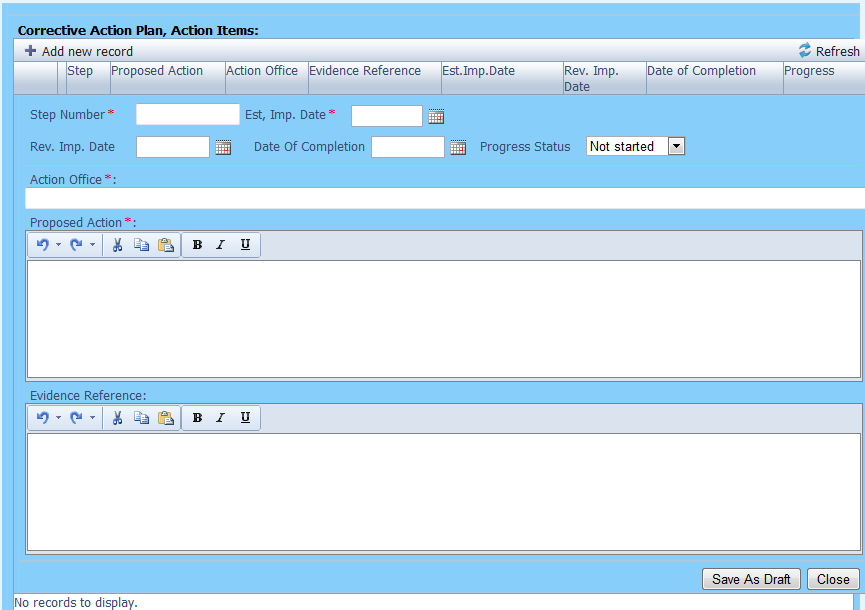 Corrective Action Plan, Action Items:
Add new record Refresh
Step Proposed Action Action Office Evidence Reference Est.Imp.Date Rev. Imp. Date Date of Completion Progress
Step Number* Est, Imp. Date*
Rev. Imp. Date Date Of Completion Progress Status Not started
Action Office*:
Proposed Action*:
B I U
Evidence Reference:
B I U
Save As Draft Close
No records to display.